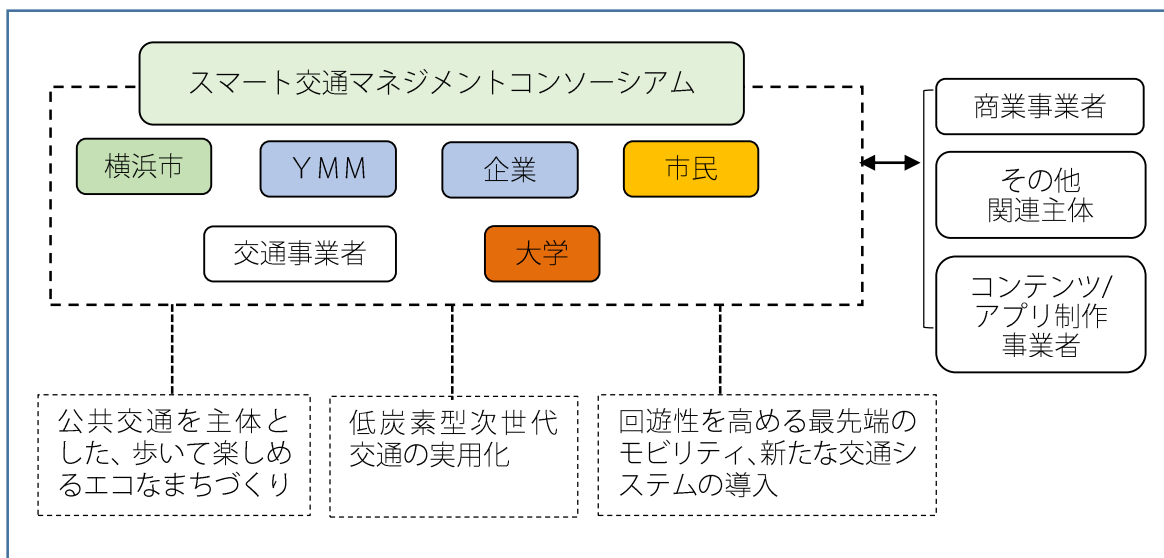 スマート交通マネジメントコンソーシアム
横浜市
ＹＭＭ
企業
市民
交通事業者
大学
商業事業者
その他
関連主体
コンテンツ/
アプリ制作
事業者
公共交通を主体と
した、歩いて楽しめ
るエコなまちづくり
低炭素型次世代
交通の実用化
回遊性を高める最先端の
モビリティ、新たな交通シ
ステムの導入